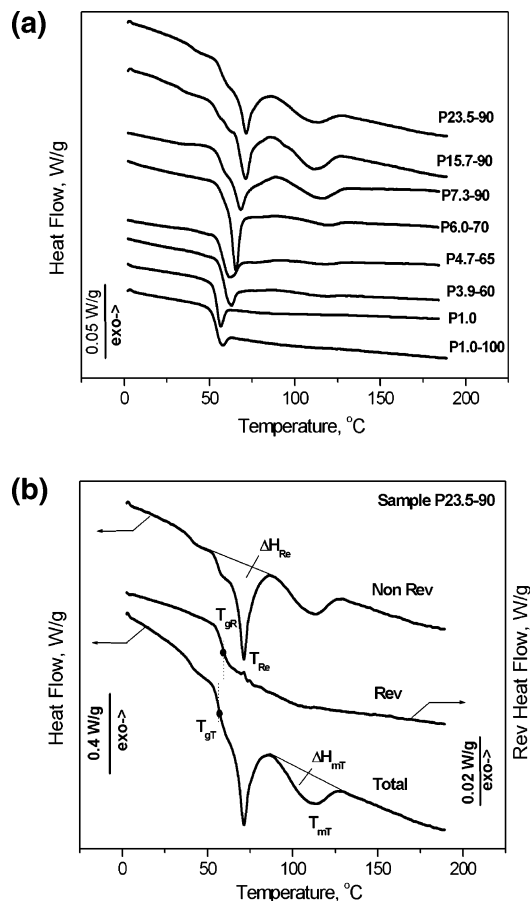 (a)
P23.5-90
P15.7-90
P7.3-90
P6.0-70
P4.7-65
P3.9-60
P1.0
P1.0-100
Heat Flow, W/g
0.05 W/g
exo->
0 50 100 150 200
Temperature, °C
(b)
Sample P23.5-90
ΔH_Re
Non Rev
T_gR
T_Re
Rev
T_gT
ΔH_mT
Total
T_mT
Heat Flow, W/g
0.4 W/g
exo->
Rev Heat Flow, W/g
0.02 W/g
exo->
0 50 100 150 200
Temperature, °C